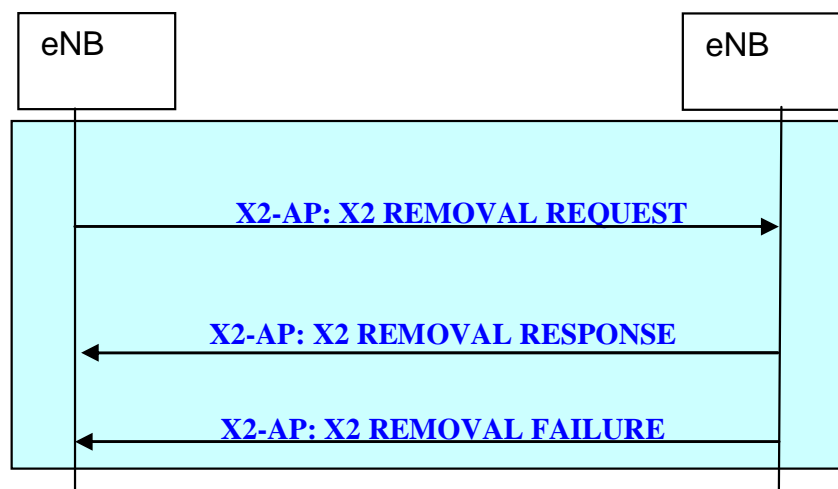 eNB
eNB
X2-AP: X2 REMOVAL REQUEST
X2-AP: X2 REMOVAL RESPONSE
X2-AP: X2 REMOVAL FAILURE